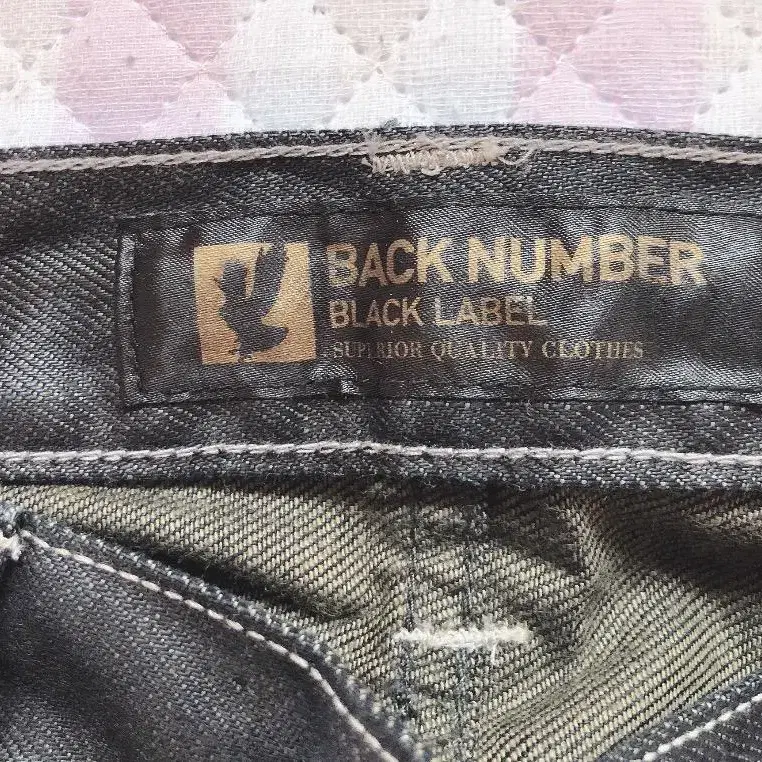 BACK NUMBER
BLACK LABEL
SUPERIOR QUALITY CLOTHES